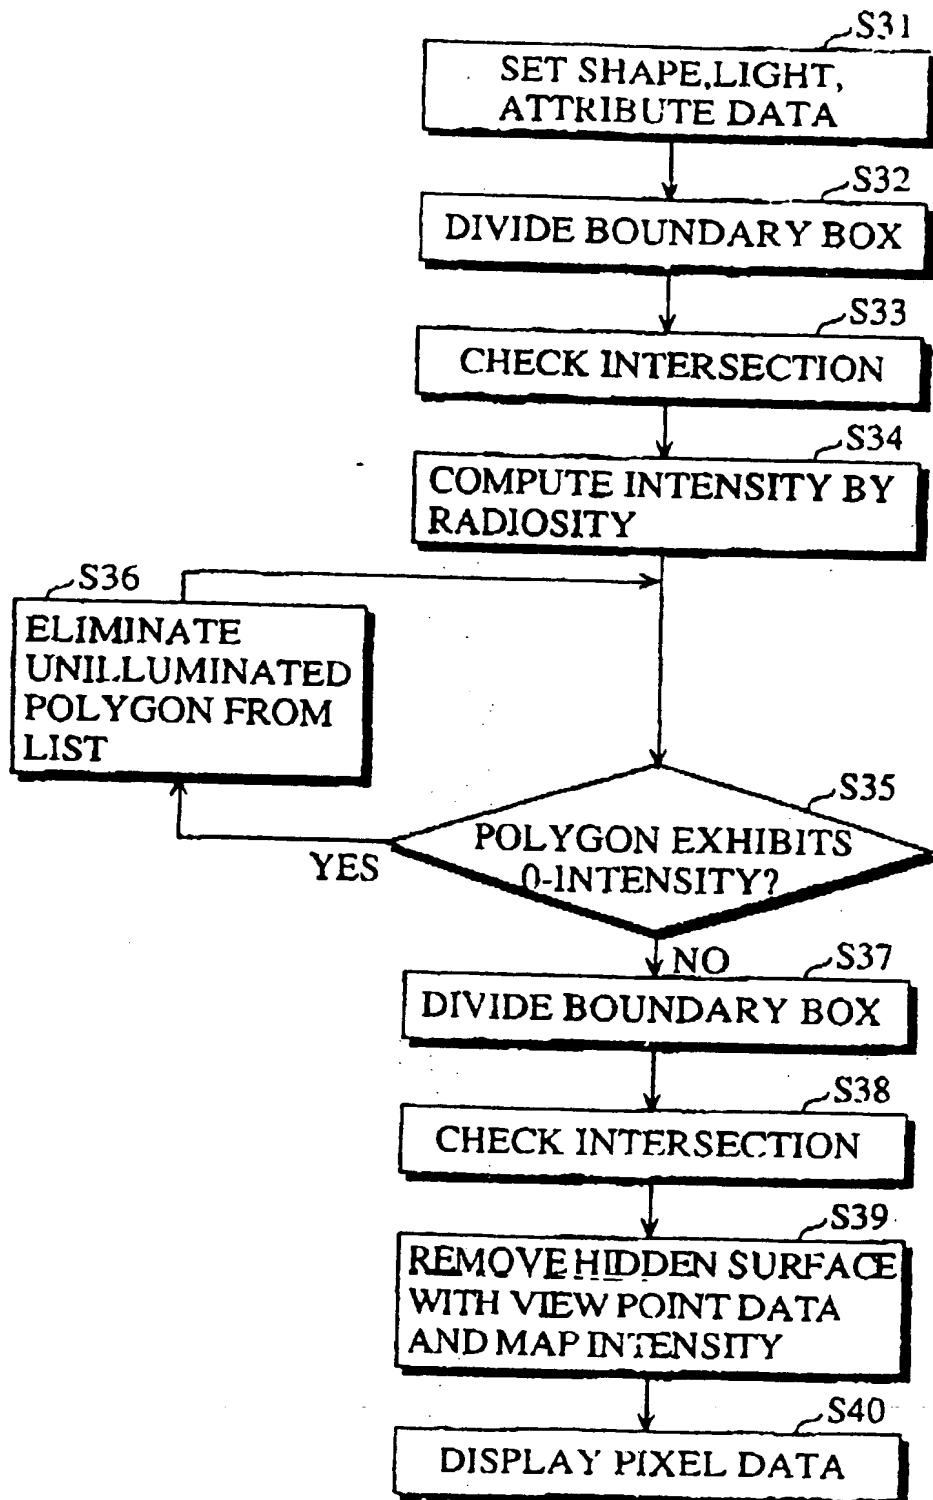 S31
SET SHAPE,LIGHT,
ATTRIBUTE DATA
S32
DIVIDE BOUNDARY BOX
S33
CHECK INTERSECTION
S34
COMPUTE INTENSITY BY
RADIOSITY
S36
ELIMINATE
UNILLUMINATED
POLYGON FROM
LIST
S35
POLYGON EXHIBITS
0-INTENSITY?
YES
NO
S37
DIVIDE BOUNDARY BOX
S38
CHECK INTERSECTION
S39
REMOVE HIDDEN SURFACE
WITH VIEW POINT DATA
AND MAP INTENSITY
S40
DISPLAY PIXEL DATA